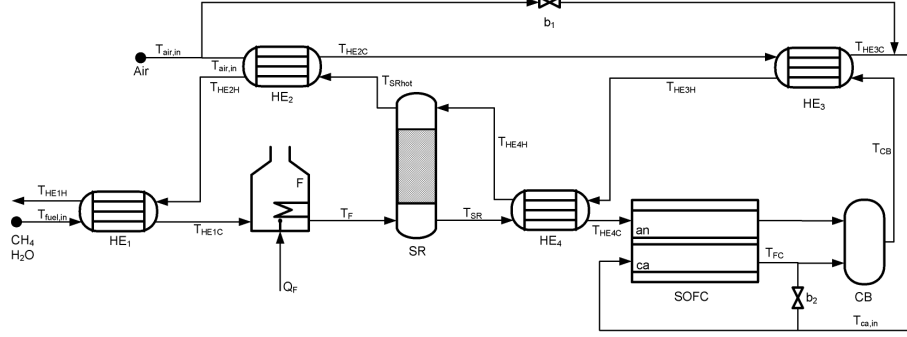 b1
Tair,in
Air
Tair,in
THE2C
THE3C
HE2
HE3
THE2H
TSRhot
THE3H
THE4H
TCB
F
THE1H
Tfuel,in
CH4
H2O
HE1
THE1C
TF
TSR
SR
HE4
THE4C
an
ca
TFC
SOFC
CB
b2
QF
Tca,in